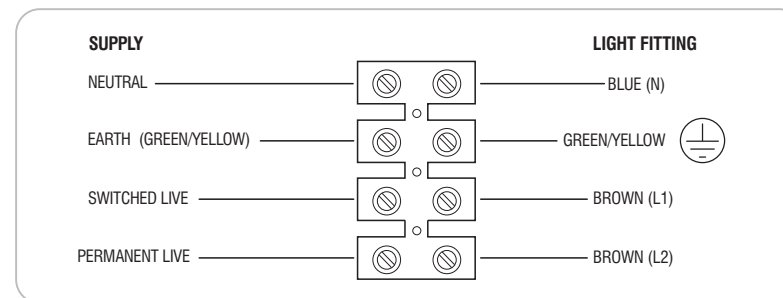 SUPPLY LIGHT FITTING
NEUTRAL BLUE (N)
EARTH (GREEN/YELLOW) GREEN/YELLOW
SWITCHED LIVE BROWN (L1)
PERMANENT LIVE BROWN (L2)